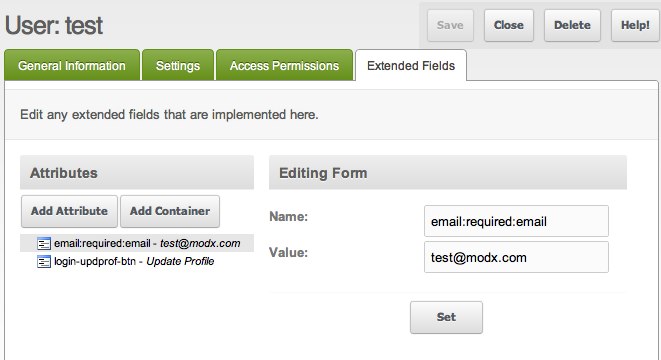 User: test
Save Close Delete Help!
General Information Settings Access Permissions Extended Fields
Edit any extended fields that are implemented here.
Attributes
Add Attribute Add Container
email:required:email - test@modx.com
login-updprof-btn - Update Profile
Editing Form
Name: email:required:email
Value: test@modx.com
Set